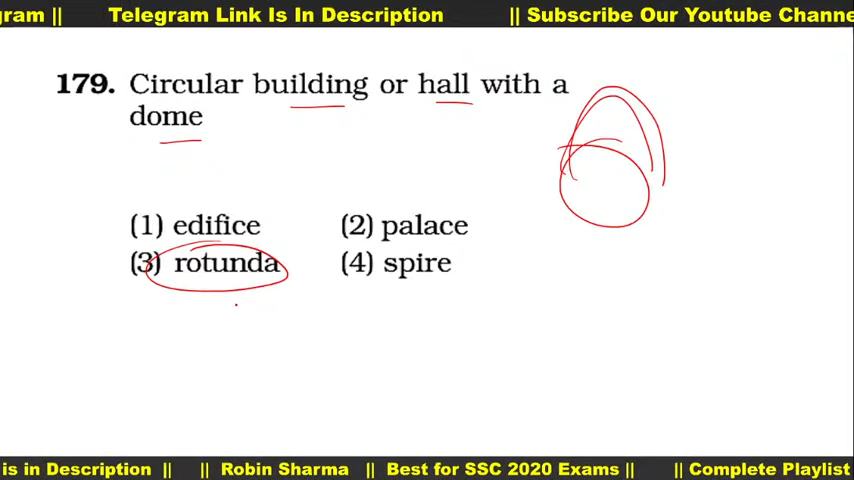 gram || Telegram Link Is In Description || Subscribe Our Youtube Channe
179. Circular building or hall with a
dome
(1) edifice (2) palace
(3) rotunda (4) spire
is in Description || || Robin Sharma || Best for SSC 2020 Exams || || Complete Playlist